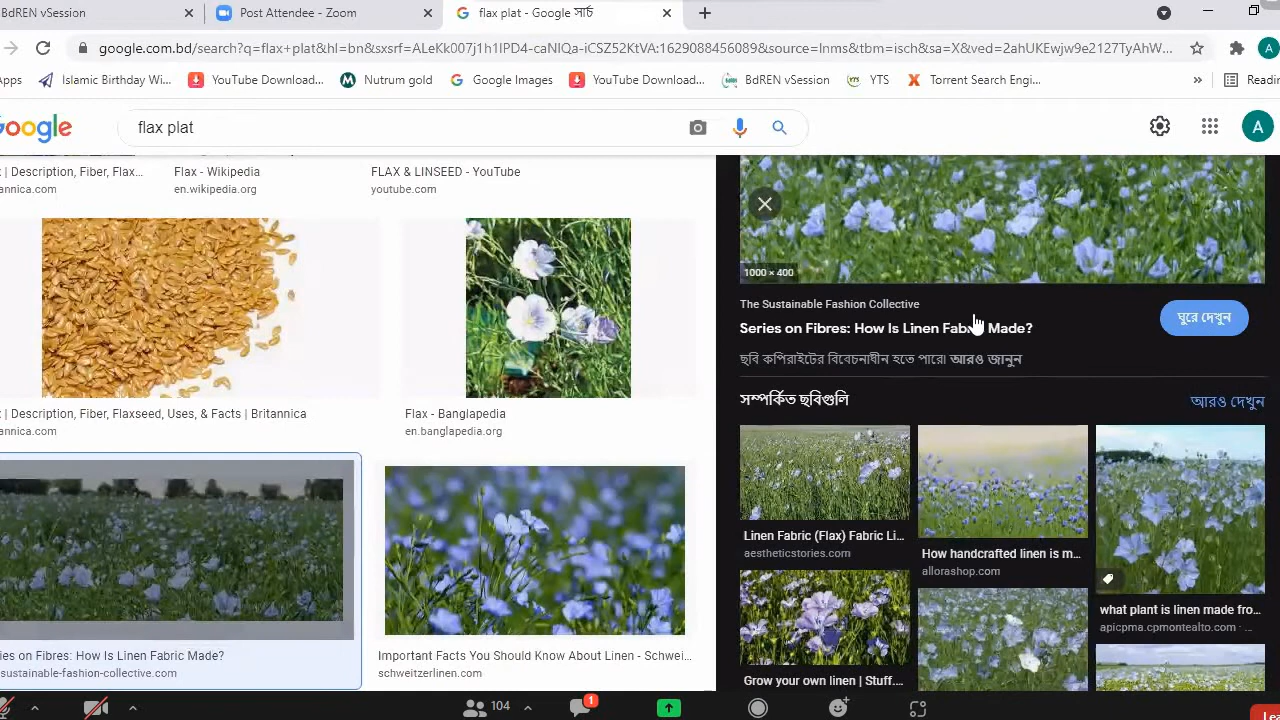 BdREN vSession
Post Attendee - Zoom
flax plat - Google সার্চ
google.com.bd/search?q=flax+plat&hl=bn&sxsrf=ALeKk007j1h1IPD4-caNIQa-iCSZ52KtVA:1629085456089&source=lnms&tbm=isch&sa=X&ved=2ahUKEwjw9e2127TyAhW...
Apps
Islamic Birthday Wi...
YouTube Download...
Nutrum gold
Google Images
YouTube Download...
BdREN vSession
YTS
Torrent Search Engi...
»
Readin
Google
flax plat
A
| Description, Fiber, Flax...
annica.com
Flax - Wikipedia
en.wikipedia.org
FLAX & LINSEED - YouTube
youtube.com
| Description, Fiber, Flaxseed, Uses, & Facts | Britannica
annica.com
Flax - Banglapedia
en.banglapedia.org
ies on Fibres: How Is Linen Fabric Made?
sustainable-fashion-collective.com
Important Facts You Should Know About Linen - Schwei...
schweitzerlinen.com
1000 × 400
The Sustainable Fashion Collective
Series on Fibres: How Is Linen Fabric Made?
ঘুরে দেখুন
ছবি কপিরাইটের বিবেচনাধীন হতে পারে। আরও জানুন
সম্পর্কিত ছবিগুলি
আরও দেখুন
Linen Fabric (Flax) Fabric Li...
aestheticstories.com
How handcrafted linen is m...
allorashop.com
what plant is linen made fro...
apicpma.cpmontealto.com · ...
Grow your own linen | Stuff....
104
1
Lea